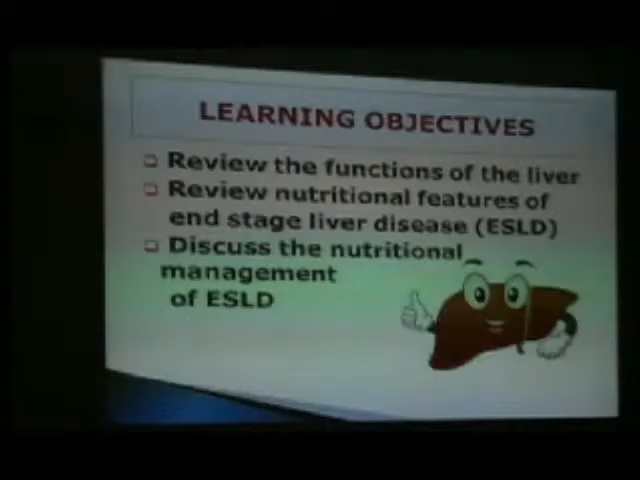 LEARNING OBJECTIVES
Review the functions of the liver
Review nutritional features of
end stage liver disease (ESLD)
Discuss the nutritional
management
of ESLD